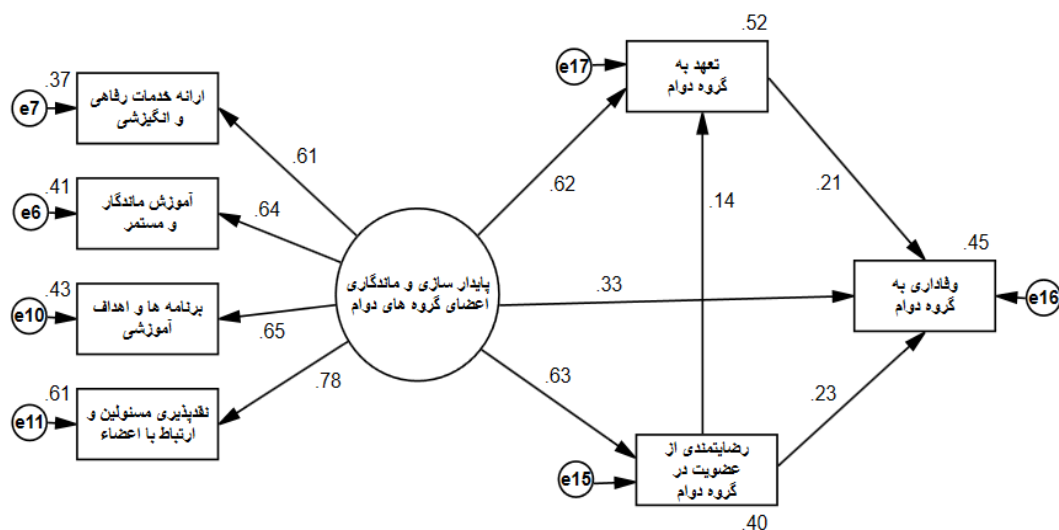 .52
e17
تعهد به
گروه دوام
.37
e7
ارائه خدمات رفاهی
و انگیزشی
.61
.62
.41
e6
آموزش ماندگار
و مستمر
.64
.14
.21
.45
پایدار سازی و ماندگاری
اعضای گروه های دوام
.33
وفاداری به
گروه دوام
e16
.43
e10
برنامه ها و اهداف
آموزشی
.65
.63
.23
.61
e11
نقدپذیری مسئولین و
ارتباط با اعضاء
.78
e15
رضایتمندی از
عضویت در
گروه دوام
.40